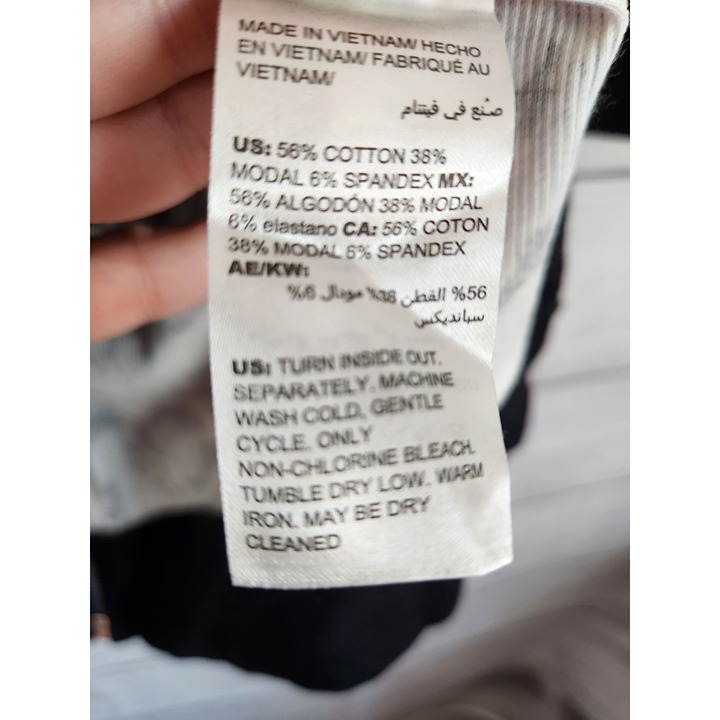 MADE IN VIETNAM/ HECHO
EN VIETNAM/ FABRIQUÉ AU
VIETNAM/
صنع في فيتنام
US: 56% COTTON 38%
MODAL 6% SPANDEX MX:
56% ALGODÓN 38% MODAL
6% elastano CA: 56% COTON
38% MODAL 6% SPANDEX
AE/KW:
56% القطن 38% مودال 6%
سبانديكس
US: TURN INSIDE OUT.
SEPARATELY. MACHINE
WASH COLD, GENTLE
CYCLE. ONLY
NON-CHLORINE BLEACH.
TUMBLE DRY LOW. WARM
IRON. MAY BE DRY
CLEANED